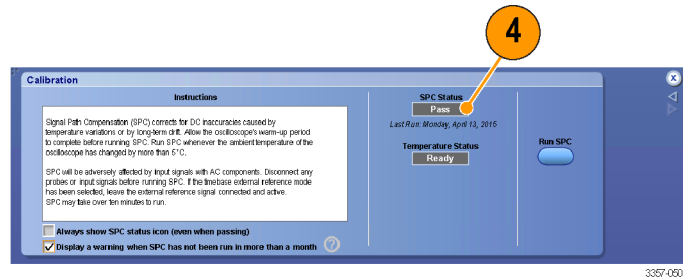 4
Calibration
Instructions
Signal Path Compensation (SPC) corrects for DC inaccuracies caused by
temperature variations or by long-term drift. Allow the oscilloscope's warm-up period
to complete before running SPC. Run SPC whenever the ambient temperature of the
oscilloscope has changed by more than 5°C.
SPC will be adversely affected by input signals with AC components. Disconnect any
probes or input signals before running SPC. If the timebase external reference mode
has been selected, leave the external reference signal connected and active.
SPC may take over ten minutes to run.
Always show SPC status icon (even when passing)
Display a warning when SPC has not been run in more than a month
?
SPC Status
Pass
Last Run: Monday, April 13, 2015
Temperature Status
Ready
Run SPC
X
3357-050